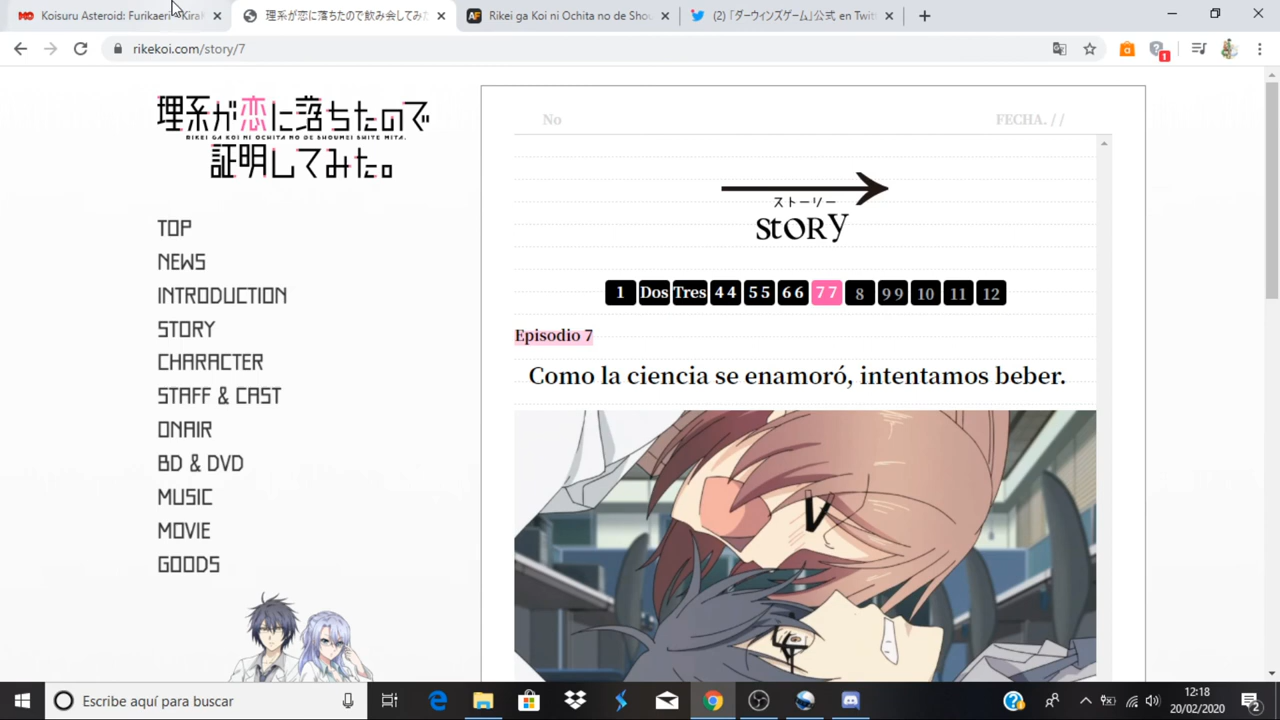 Koisuru Asteroid: Furikaeri - Kiral
理系が恋に落ちたので飲み会してみた
Rikei ga Koi ni Ochita no de Shou
(2) 「ダーウィンズゲーム」公式 en Twit
rikekoi.com/story/7
1
理系が恋に落ちたので
RIKEI GA KOI NI OCHITA NO DE SHOUMEI SHITE MITA.
証明してみた。
TOP
NEWS
INTRODUCTION
STORY
CHARACTER
STAFF & CAST
ONAIR
BD & DVD
MUSIC
MOVIE
GOODS
No FECHA. / /
ストーリー
stORy
1 Dos Tres 4 4 5 5 6 6 7 7 8 9 9 10 11 12
Episodio 7
Como la ciencia se enamoró, intentamos beber.
Escribe aquí para buscar
12:18
20/02/2020
2